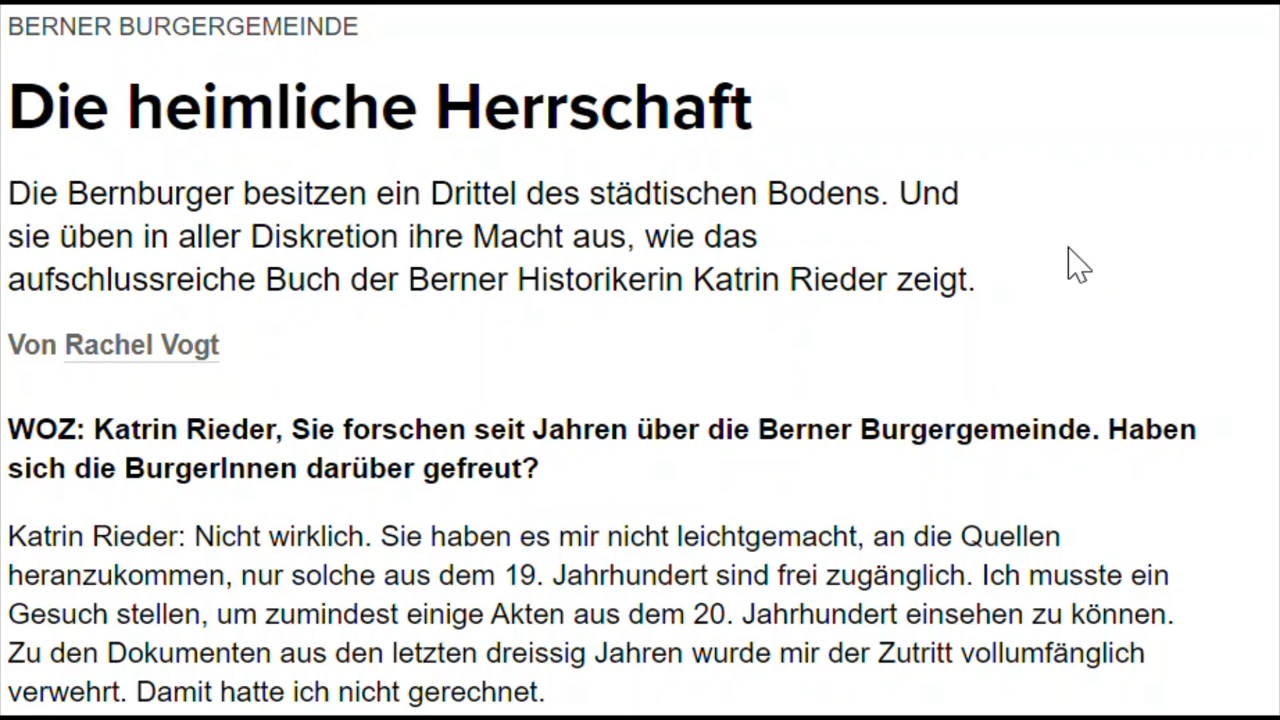 BERNER BURGERGEMEINDE
Die heimliche Herrschaft
Die Bernburger besitzen ein Drittel des städtischen Bodens. Und
sie üben in aller Diskretion ihre Macht aus, wie das
aufschlussreiche Buch der Berner Historikerin Katrin Rieder zeigt.
Von Rachel Vogt
WOZ: Katrin Rieder, Sie forschen seit Jahren über die Berner Burgergemeinde. Haben
sich die BurgerInnen darüber gefreut?
Katrin Rieder: Nicht wirklich. Sie haben es mir nicht leichtgemacht, an die Quellen
heranzukommen, nur solche aus dem 19. Jahrhundert sind frei zugänglich. Ich musste ein
Gesuch stellen, um zumindest einige Akten aus dem 20. Jahrhundert einsehen zu können.
Zu den Dokumenten aus den letzten dreissig Jahren wurde mir der Zutritt vollumfänglich
verwehrt. Damit hatte ich nicht gerechnet.